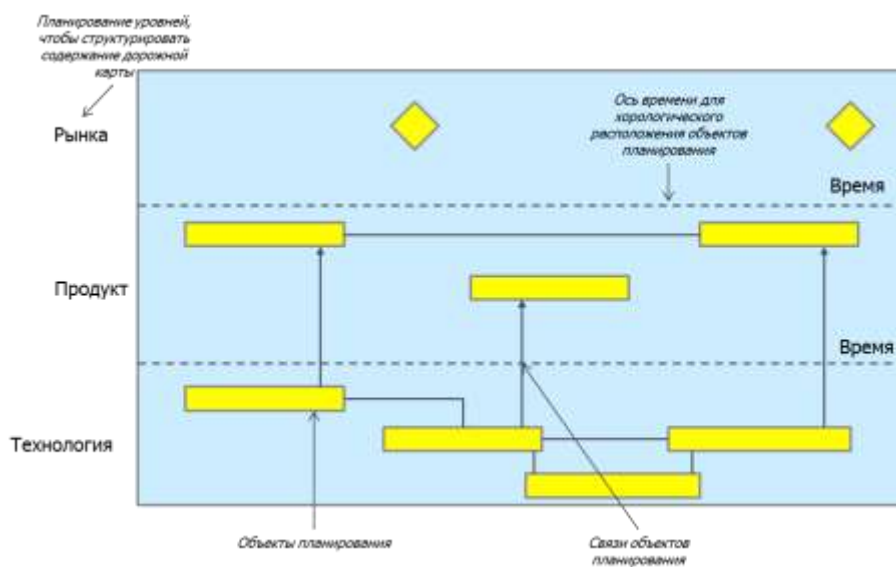 Планирование уровней,
чтобы структурировать
содержание дорожной
карты
Рынка
Ось времени для
хорологического
расположения объектов
планирования
Время
Продукт
Время
Технология
Объекты планирования
Связи объектов
планирования